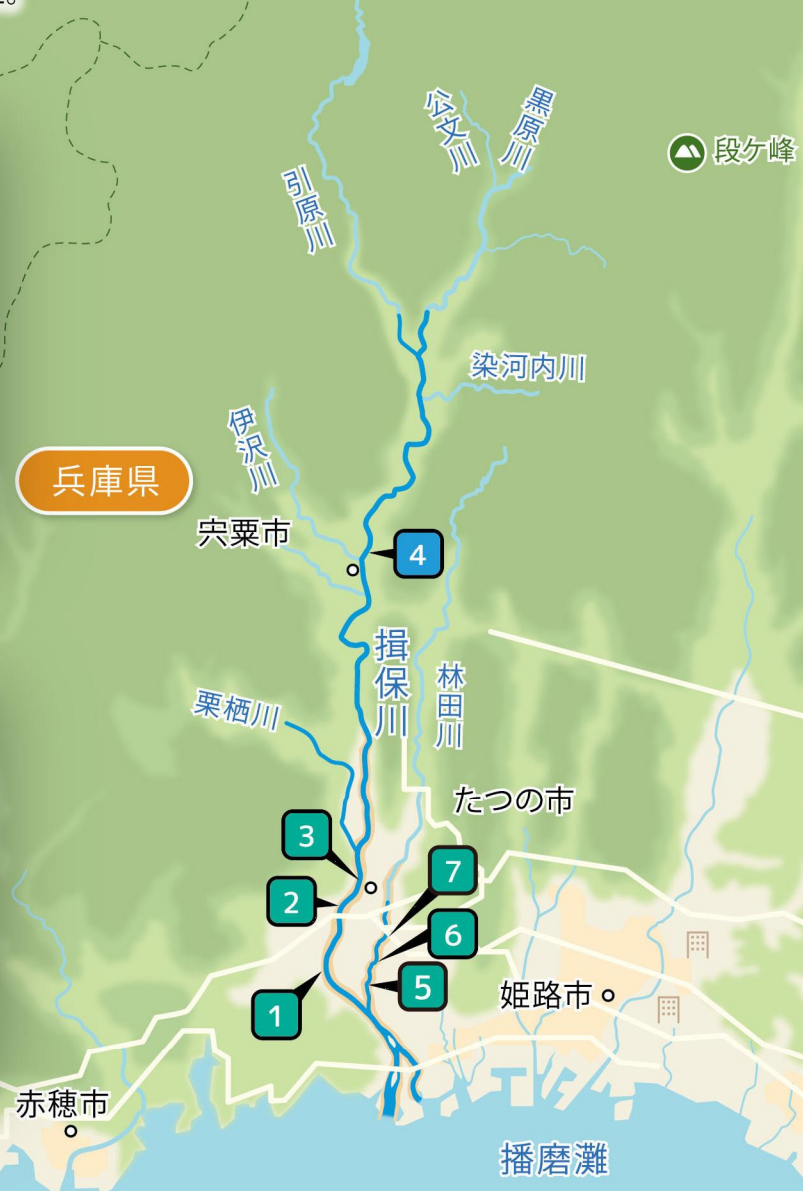 公文川
黒原川
段ケ峰
引原川
染河内川
伊沢川
兵庫県
宍粟市
4
揖保川
林田川
栗栖川
たつの市
3
7
2
6
5
姫路市
1
赤穂市
播磨灘